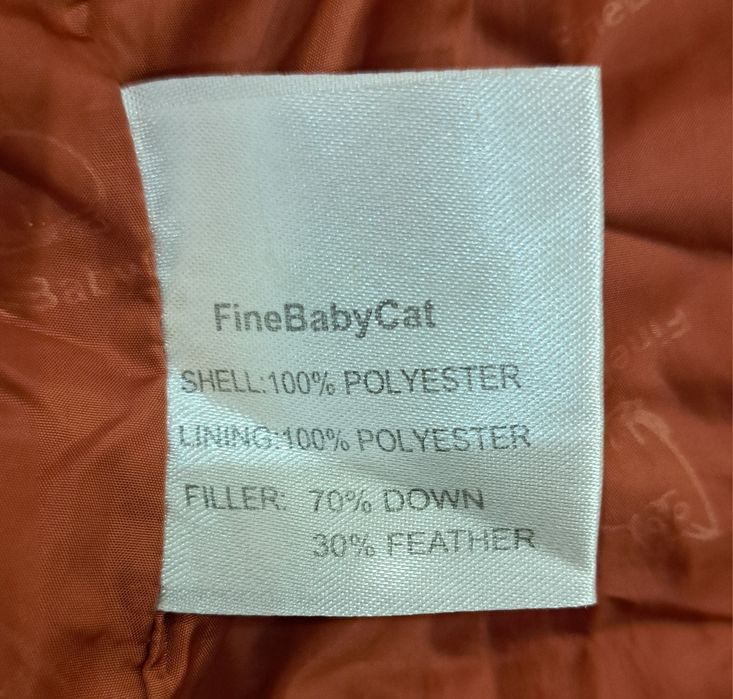 FineBabyCat
SHELL:100% POLYESTER
LINING:100% POLYESTER
FILLER: 70% DOWN
30% FEATHER